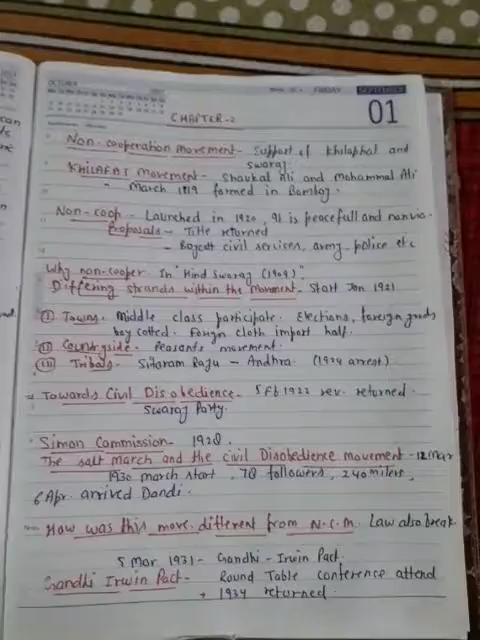 OCTOBER
FRIDAY
SEPTEMBER
01
CHAPTER-2
Non-cooperation movement- Support of Khilaphat and
swaraj
KHILAFAT movement - Shaukat Ali and Mohammal Ali
- March 1919 formed in Bombay.
Non-coop - Launched in 1920, It is peacefull and nonvio-
Proposals - Title returned
- Boycott civil services, army police etc
Why non-cooper In "Hind Swaraj (1909)".
Differing strands within the movement- Start Jan 1921
(I) Towns- Middle class participate. Elections, foreign goods
boycotted. Foreign cloth import half.
(II) Countryside- Peasants movement.
(III) Tribals- Sitaram Raju - Andhra. (1924 arrest)
Towards Civil Disobedience- 5 Fb 1922 rev. returned.
Swaraj Party.
Simon Commission- 1928.
The salt march and the civil Disobedience movement - 12 Mar
1930 march start, 78 followers, 240 miles,
6 Apr. arrived Dandi.
How was this move. different from N.C.M. Law also break.
5 Mar 1931- Gandhi-Irwin Pact.
Gandhi Irwin Pact- Round Table conference attend
→ 1934 returned.